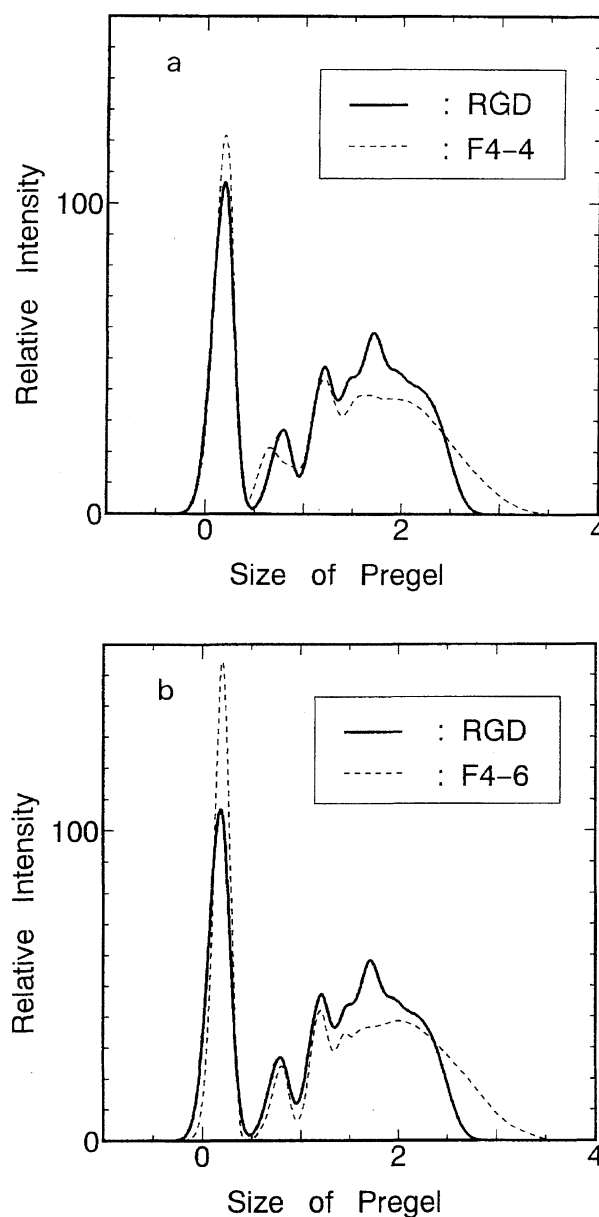 a
— : RGD
----- : F4-4
100
0
Relative Intensity
0 2 4
Size of Pregel
b
— : RGD
----- : F4-6
100
0
Relative Intensity
0 2 4
Size of Pregel